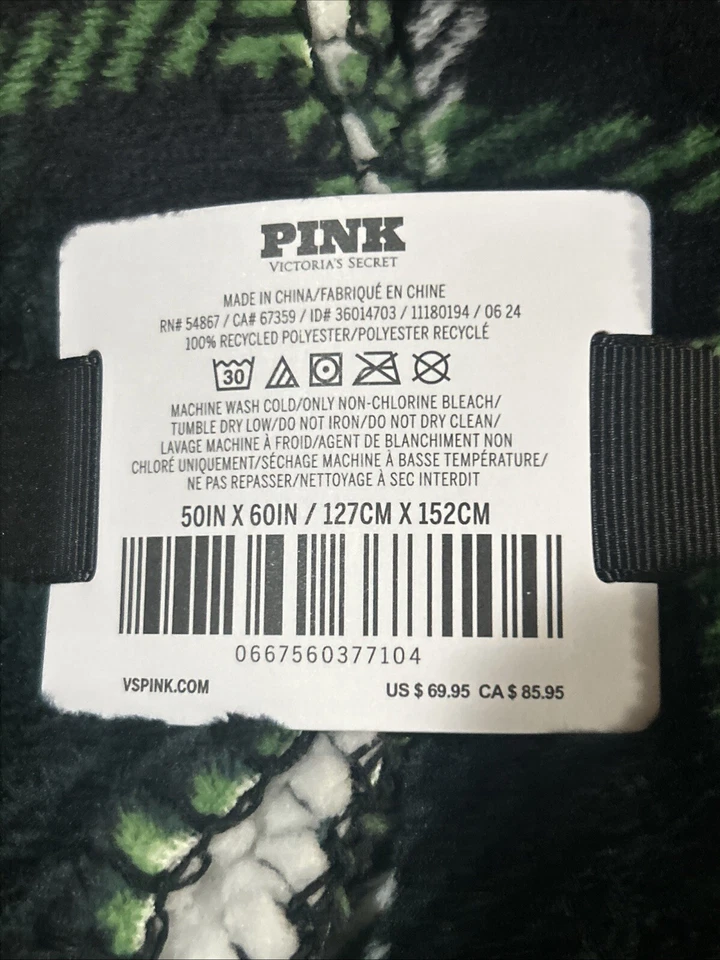 PINK
VICTORIA'S SECRET
MADE IN CHINA/FABRIQUÉ EN CHINE
RN# 54867 / CA# 67359 / ID# 36014703 / 11180194 / 06 24
100% RECYCLED POLYESTER/POLYESTER RECYCLÉ
30
MACHINE WASH COLD/ONLY NON-CHLORINE BLEACH/
TUMBLE DRY LOW/DO NOT IRON/DO NOT DRY CLEAN/
LAVAGE MACHINE À FROID/AGENT DE BLANCHIMENT NON
CHLORÉ UNIQUEMENT/SÉCHAGE MACHINE À BASSE TEMPÉRATURE/
NE PAS REPASSER/NETTOYAGE À SEC INTERDIT
50IN X 60IN / 127CM X 152CM
0667560377104
VSPINK.COM US $ 69.95 CA $ 85.95